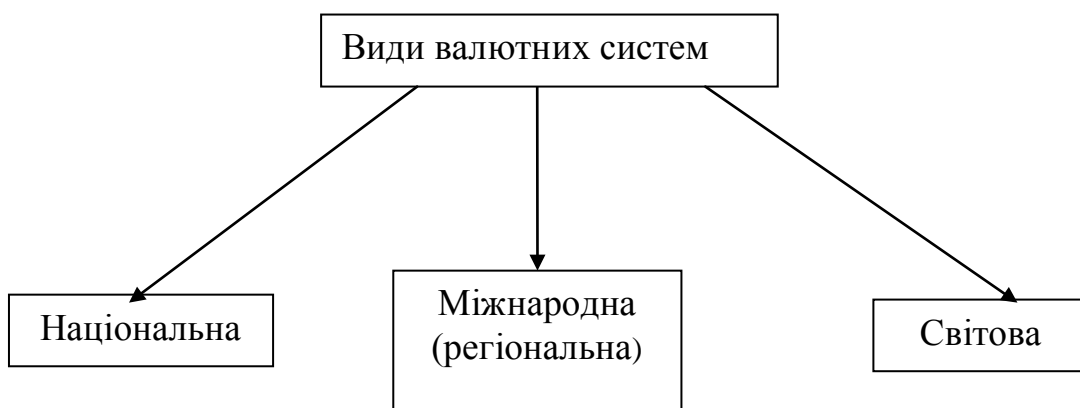 Види валютних систем
Національна
Міжнародна
(регіональна)
Світова